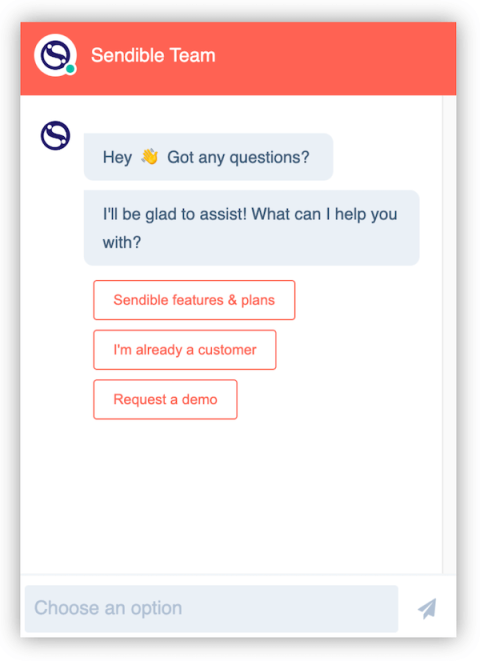 Sendible Team
Hey 👋 Got any questions?
I'll be glad to assist! What can I help you
with?
Sendible features & plans
I'm already a customer
Request a demo
Choose an option